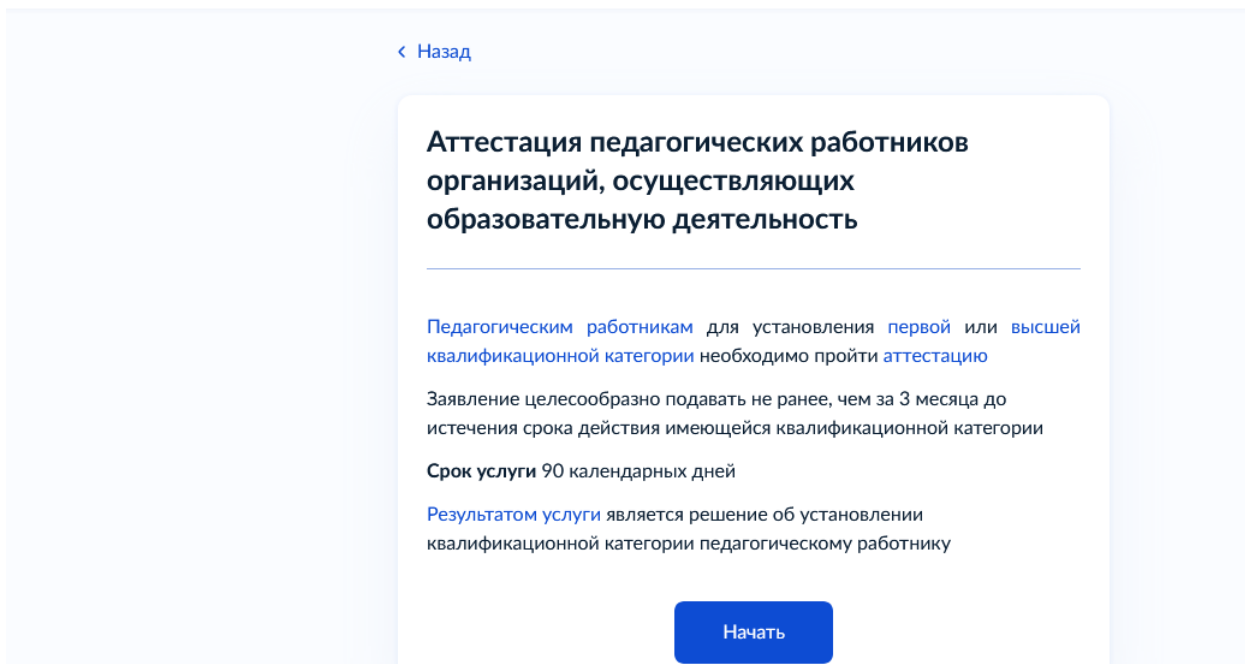 Назад
Аттестация педагогических работников
организаций, осуществляющих
образовательную деятельность
Педагогическим работникам для установления первой или высшей
квалификационной категории необходимо пройти аттестацию
Заявление целесообразно подавать не ранее, чем за 3 месяца до
истечения срока действия имеющейся квалификационной категории
Срок услуги 90 календарных дней
Результатом услуги является решение об установлении
квалификационной категории педагогическому работнику
Начать